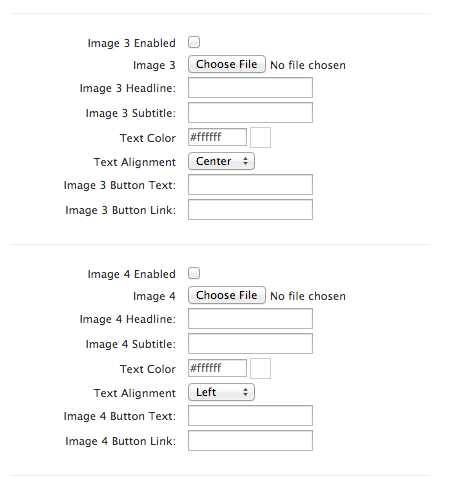 Image 3 Enabled
Image 3 Choose File No file chosen
Image 3 Headline:
Image 3 Subtitle:
Text Color #ffffff
Text Alignment Center
Image 3 Button Text:
Image 3 Button Link:
Image 4 Enabled
Image 4 Choose File No file chosen
Image 4 Headline:
Image 4 Subtitle:
Text Color #ffffff
Text Alignment Left
Image 4 Button Text:
Image 4 Button Link: